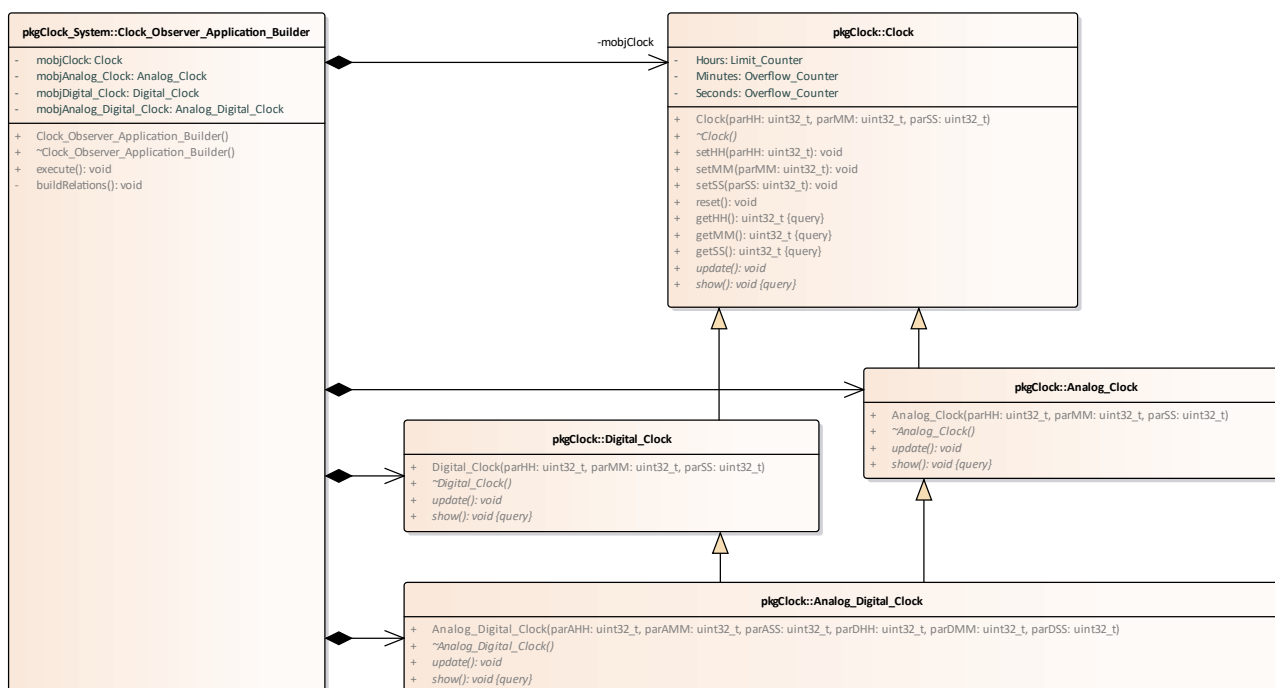 pkgClock_System::Clock_Observer_Application_Builder
- mobjClock: Clock
- mobjAnalog_Clock: Analog_Clock
- mobjDigital_Clock: Digital_Clock
- mobjAnalog_Digital_Clock: Analog_Digital_Clock
+ Clock_Observer_Application_Builder()
+ ~Clock_Observer_Application_Builder()
+ execute(): void
- buildRelations(): void
-mobjClock
pkgClock::Clock
- Hours: Limit_Counter
- Minutes: Overflow_Counter
- Seconds: Overflow_Counter
+ Clock(parHH: uint32_t, parMM: uint32_t, parSS: uint32_t)
+ ~Clock()
+ setHH(parHH: uint32_t): void
+ setMM(parMM: uint32_t): void
+ setSS(parSS: uint32_t): void
+ reset(): void
+ getHH(): uint32_t {query}
+ getMM(): uint32_t {query}
+ getSS(): uint32_t {query}
+ update(): void
+ show(): void {query}
pkgClock::Analog_Clock
+ Analog_Clock(parHH: uint32_t, parMM: uint32_t, parSS: uint32_t)
+ ~Analog_Clock()
+ update(): void
+ show(): void {query}
pkgClock::Digital_Clock
+ Digital_Clock(parHH: uint32_t, parMM: uint32_t, parSS: uint32_t)
+ ~Digital_Clock()
+ update(): void
+ show(): void {query}
pkgClock::Analog_Digital_Clock
+ Analog_Digital_Clock(parAHH: uint32_t, parAMM: uint32_t, parASS: uint32_t, parDHH: uint32_t, parDMM: uint32_t, parDSS: uint32_t)
+ ~Analog_Digital_Clock()
+ update(): void
+ show(): void {query}